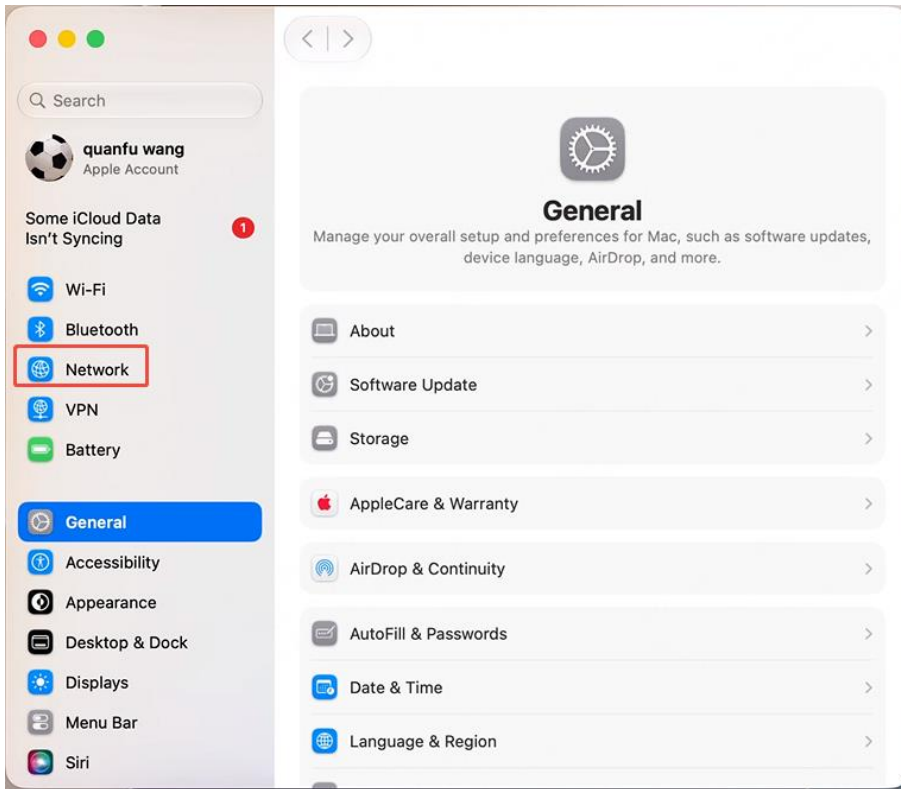 Search
quanfu wang
Apple Account
Some iCloud Data
Isn't Syncing
1
Wi-Fi
Bluetooth
Network
VPN
Battery
General
Accessibility
Appearance
Desktop & Dock
Displays
Menu Bar
Siri
General
Manage your overall setup and preferences for Mac, such as software updates,
device language, AirDrop, and more.
About
Software Update
Storage
AppleCare & Warranty
AirDrop & Continuity
AutoFill & Passwords
Date & Time
Language & Region